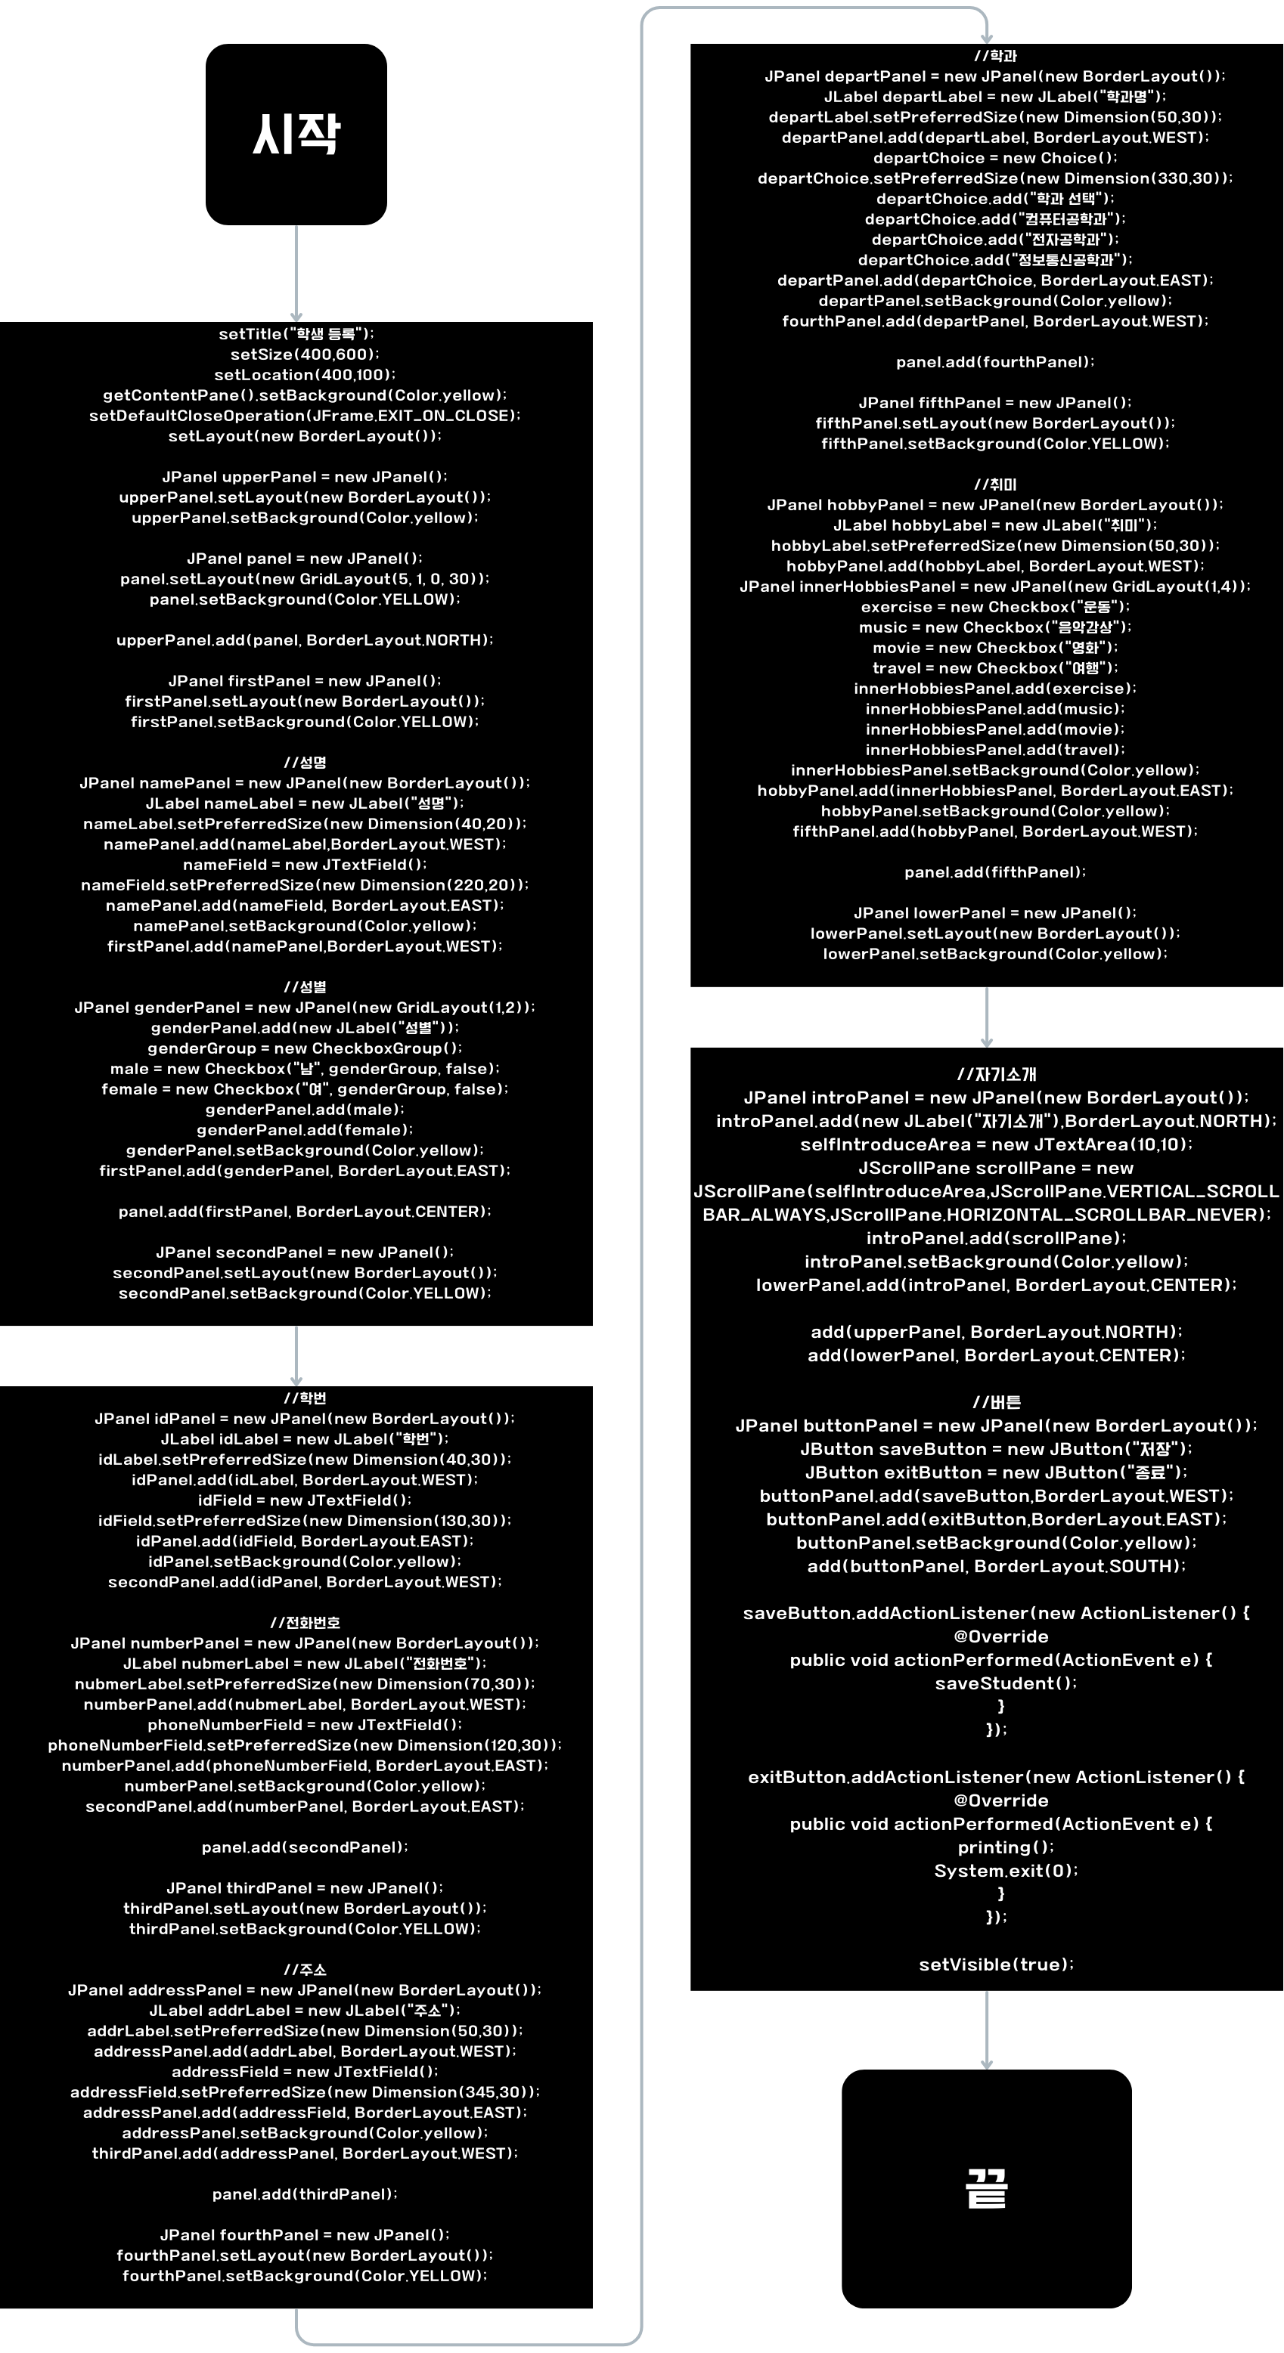 시작
setTitle("학생 등록");
setSize(400,600);
setLocation(400,100);
getContentPane().setBackground(Color.yellow);
setDefaultCloseOperation(JFrame.EXIT_ON_CLOSE);
setLayout(new BorderLayout());
JPanel upperPanel = new JPanel();
upperPanel.setLayout(new BorderLayout());
upperPanel.setBackground(Color.yellow);
JPanel panel = new JPanel();
panel.setLayout(new GridLayout(5, 1, 0, 30));
panel.setBackground(Color.YELLOW);
upperPanel.add(panel, BorderLayout.NORTH);
JPanel firstPanel = new JPanel();
firstPanel.setLayout(new BorderLayout());
firstPanel.setBackground(Color.YELLOW);
//성명
JPanel namePanel = new JPanel(new BorderLayout());
JLabel nameLabel = new JLabel("성명");
nameLabel.setPreferredSize(new Dimension(40,20));
namePanel.add(nameLabel,BorderLayout.WEST);
nameField = new JTextField();
nameField.setPreferredSize(new Dimension(220,20));
namePanel.add(nameField, BorderLayout.EAST);
namePanel.setBackground(Color.yellow);
firstPanel.add(namePanel,BorderLayout.WEST);
//성별
JPanel genderPanel = new JPanel(new GridLayout(1,2));
genderPanel.add(new JLabel("성별"));
genderGroup = new CheckboxGroup();
male = new Checkbox("남", genderGroup, false);
female = new Checkbox("여", genderGroup, false);
genderPanel.add(male);
genderPanel.add(female);
genderPanel.setBackground(Color.yellow);
firstPanel.add(genderPanel, BorderLayout.EAST);
panel.add(firstPanel, BorderLayout.CENTER);
JPanel secondPanel = new JPanel();
secondPanel.setLayout(new BorderLayout());
secondPanel.setBackground(Color.YELLOW);
//학번
JPanel idPanel = new JPanel(new BorderLayout());
JLabel idLabel = new JLabel("학번");
idLabel.setPreferredSize(new Dimension(40,30));
idPanel.add(idLabel, BorderLayout.WEST);
idField = new JTextField();
idField.setPreferredSize(new Dimension(130,30));
idPanel.add(idField, BorderLayout.EAST);
idPanel.setBackground(Color.yellow);
secondPanel.add(idPanel, BorderLayout.WEST);
//전화번호
JPanel numberPanel = new JPanel(new BorderLayout());
JLabel nubmerLabel = new JLabel("전화번호");
nubmerLabel.setPreferredSize(new Dimension(70,30));
numberPanel.add(nubmerLabel, BorderLayout.WEST);
phoneNumberField = new JTextField();
phoneNumberField.setPreferredSize(new Dimension(120,30));
numberPanel.add(phoneNumberField, BorderLayout.EAST);
numberPanel.setBackground(Color.yellow);
secondPanel.add(numberPanel, BorderLayout.EAST);
panel.add(secondPanel);
JPanel thirdPanel = new JPanel();
thirdPanel.setLayout(new BorderLayout());
thirdPanel.setBackground(Color.YELLOW);
//주소
JPanel addressPanel = new JPanel(new BorderLayout());
JLabel addrLabel = new JLabel("주소");
addrLabel.setPreferredSize(new Dimension(50,30));
addressPanel.add(addrLabel, BorderLayout.WEST);
addressField = new JTextField();
addressField.setPreferredSize(new Dimension(345,30));
addressPanel.add(addressField, BorderLayout.EAST);
addressPanel.setBackground(Color.yellow);
thirdPanel.add(addressPanel, BorderLayout.WEST);
panel.add(thirdPanel);
JPanel fourthPanel = new JPanel();
fourthPanel.setLayout(new BorderLayout());
fourthPanel.setBackground(Color.YELLOW);
//학과
JPanel departPanel = new JPanel(new BorderLayout());
JLabel departLabel = new JLabel("학과명");
departLabel.setPreferredSize(new Dimension(50,30));
departPanel.add(departLabel, BorderLayout.WEST);
departChoice = new Choice();
departChoice.setPreferredSize(new Dimension(330,30));
departChoice.add("학과 선택");
departChoice.add("컴퓨터공학과");
departChoice.add("전자공학과");
departChoice.add("정보통신공학과");
departPanel.add(departChoice, BorderLayout.EAST);
departPanel.setBackground(Color.yellow);
fourthPanel.add(departPanel, BorderLayout.WEST);
panel.add(fourthPanel);
JPanel fifthPanel = new JPanel();
fifthPanel.setLayout(new BorderLayout());
fifthPanel.setBackground(Color.YELLOW);
//취미
JPanel hobbyPanel = new JPanel(new BorderLayout());
JLabel hobbyLabel = new JLabel("취미");
hobbyLabel.setPreferredSize(new Dimension(50,30));
hobbyPanel.add(hobbyLabel, BorderLayout.WEST);
JPanel innerHobbiesPanel = new JPanel(new GridLayout(1,4));
exercise = new Checkbox("운동");
music = new Checkbox("음악감상");
movie = new Checkbox("영화");
travel = new Checkbox("여행");
innerHobbiesPanel.add(exercise);
innerHobbiesPanel.add(music);
innerHobbiesPanel.add(movie);
innerHobbiesPanel.add(travel);
innerHobbiesPanel.setBackground(Color.yellow);
hobbyPanel.add(innerHobbiesPanel, BorderLayout.EAST);
hobbyPanel.setBackground(Color.yellow);
fifthPanel.add(hobbyPanel, BorderLayout.WEST);
panel.add(fifthPanel);
JPanel lowerPanel = new JPanel();
lowerPanel.setLayout(new BorderLayout());
lowerPanel.setBackground(Color.yellow);
//자기소개
JPanel introPanel = new JPanel(new BorderLayout());
introPanel.add(new JLabel("자기소개"),BorderLayout.NORTH);
selfIntroduceArea = new JTextArea(10,10);
JScrollPane scrollPane = new
JScrollPane(selfIntroduceArea,JScrollPane.VERTICAL_SCROLL
BAR_ALWAYS,JScrollPane.HORIZONTAL_SCROLLBAR_NEVER);
introPanel.add(scrollPane);
introPanel.setBackground(Color.yellow);
lowerPanel.add(introPanel, BorderLayout.CENTER);
add(upperPanel, BorderLayout.NORTH);
add(lowerPanel, BorderLayout.CENTER);
//버튼
JPanel buttonPanel = new JPanel(new BorderLayout());
JButton saveButton = new JButton("저장");
JButton exitButton = new JButton("종료");
buttonPanel.add(saveButton,BorderLayout.WEST);
buttonPanel.add(exitButton,BorderLayout.EAST);
buttonPanel.setBackground(Color.yellow);
add(buttonPanel, BorderLayout.SOUTH);
saveButton.addActionListener(new ActionListener() {
@Override
public void actionPerformed(ActionEvent e) {
saveStudent();
}
});
exitButton.addActionListener(new ActionListener() {
@Override
public void actionPerformed(ActionEvent e) {
printing();
System.exit(0);
}
});
setVisible(true);
끝